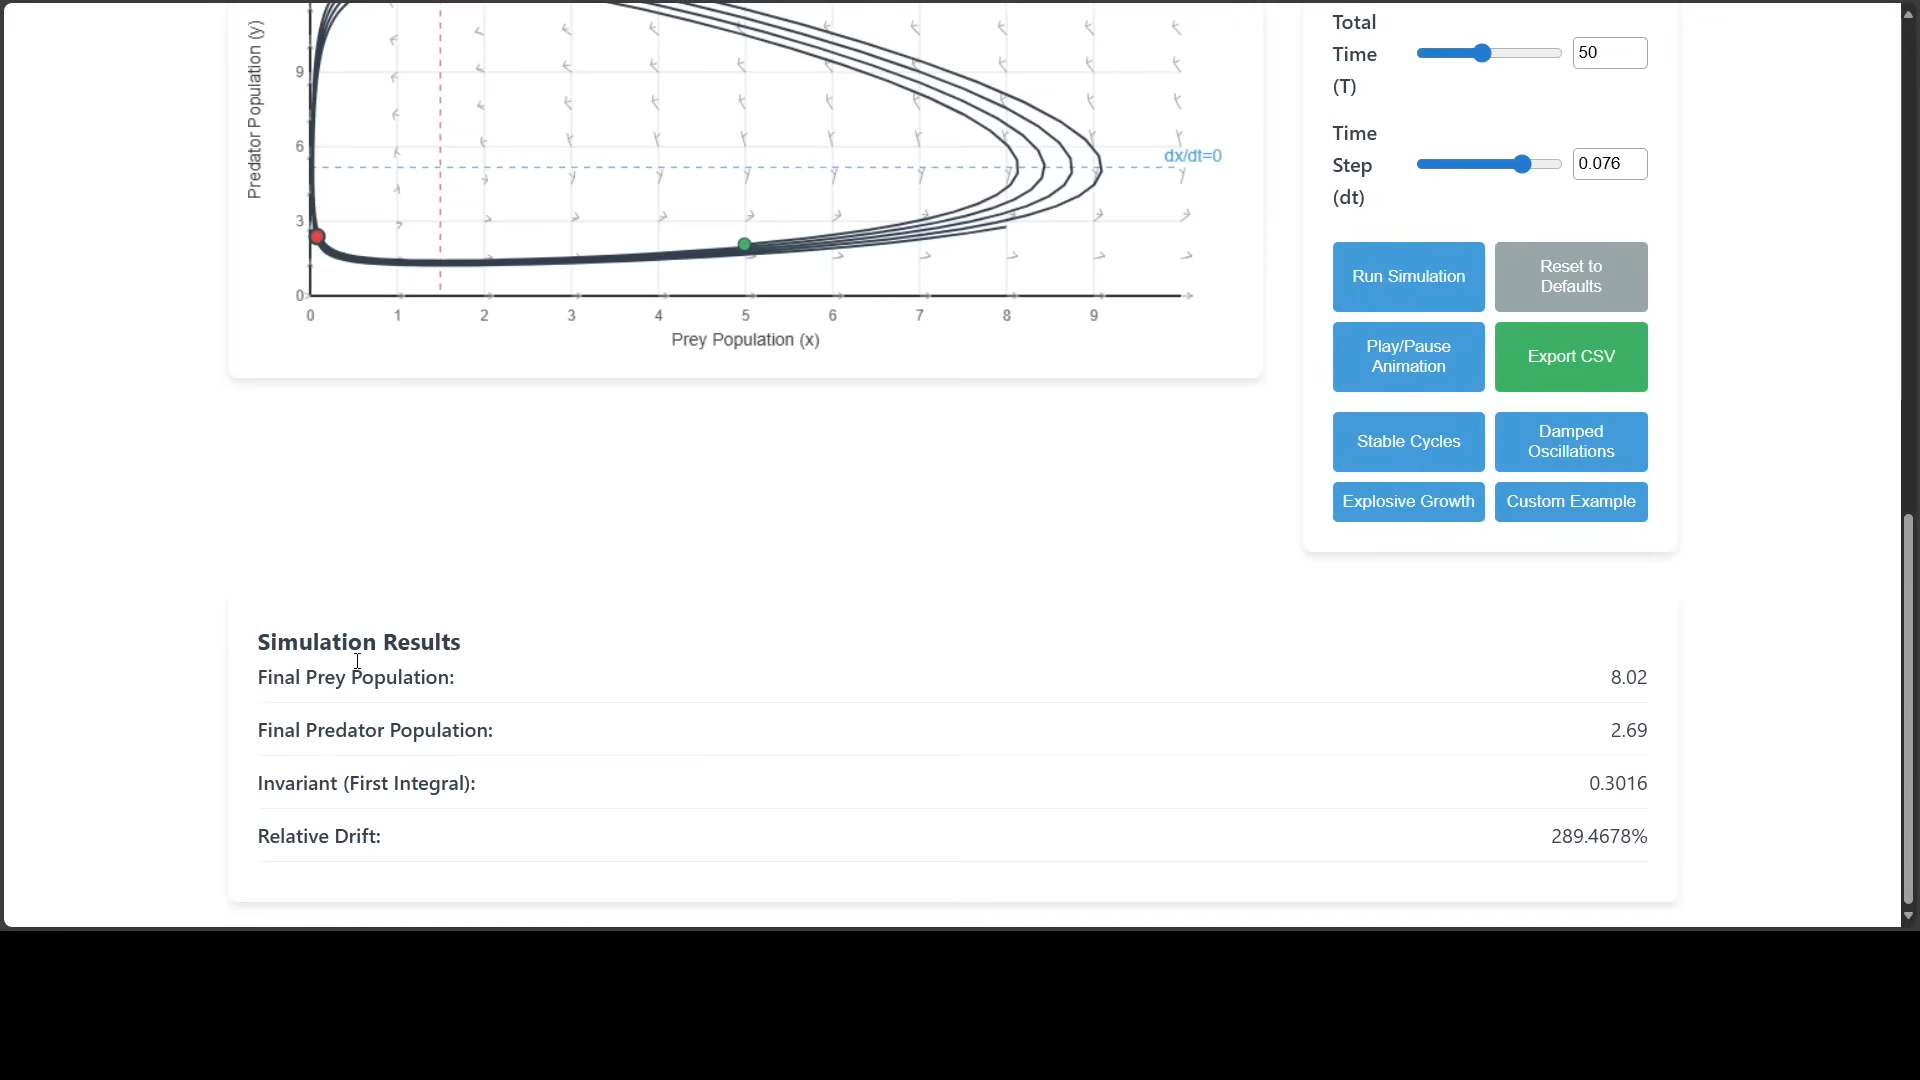 Predator Population (y)
9
6
3
0
dx/dt=0
0 1 2 3 4 5 6 7 8 9
Prey Population (x)
Total
Time
(T)
50
Time
Step
(dt)
0.076
Run Simulation
Reset to
Defaults
Play/Pause
Animation
Export CSV
Stable Cycles
Damped
Oscillations
Explosive Growth
Custom Example
Simulation Results
Final Prey Population: 8.02
Final Predator Population: 2.69
Invariant (First Integral): 0.3016
Relative Drift: 289.4678%